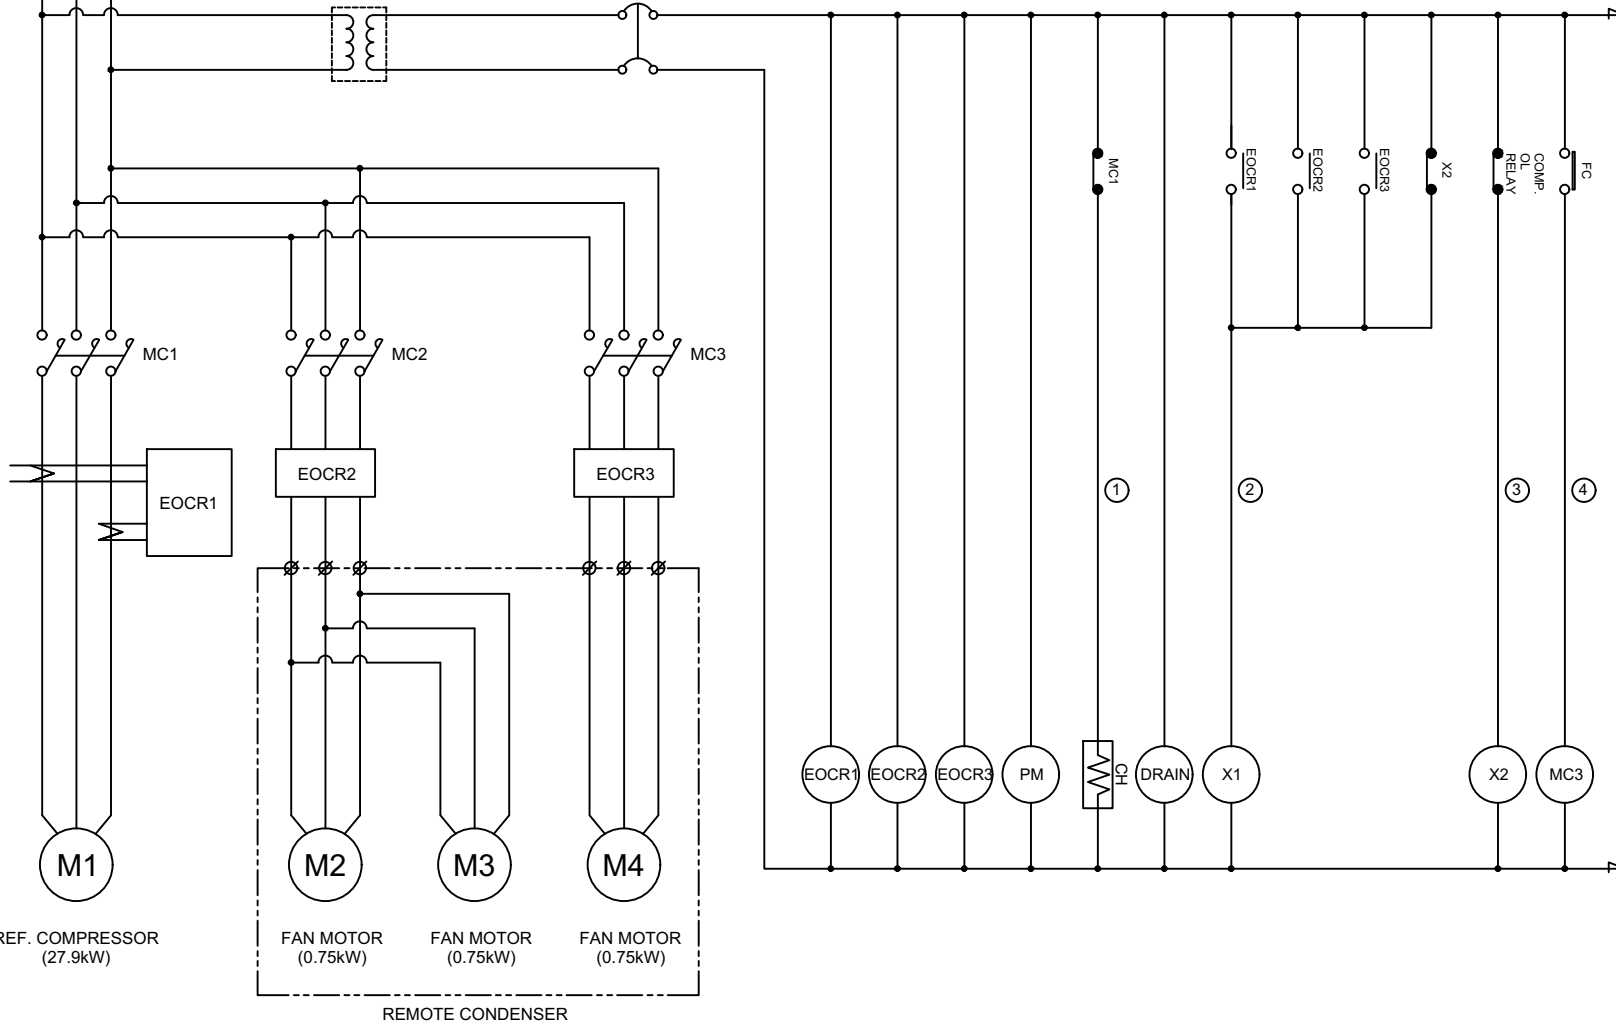 MC1
EOCR1
EOCR2
EOCR3
X2
COMP.
OL
RELAY
FC
MC1
MC2
MC3
EOCR1
EOCR2
EOCR3
1
2
3
4
EOCR1
EOCR2
EOCR3
PM
CH
DRAIN
X1
X2
MC3
M1
M2
M3
M4
REF. COMPRESSOR
(27.9kW)
FAN MOTOR
(0.75kW)
FAN MOTOR
(0.75kW)
FAN MOTOR
(0.75kW)
REMOTE CONDENSER